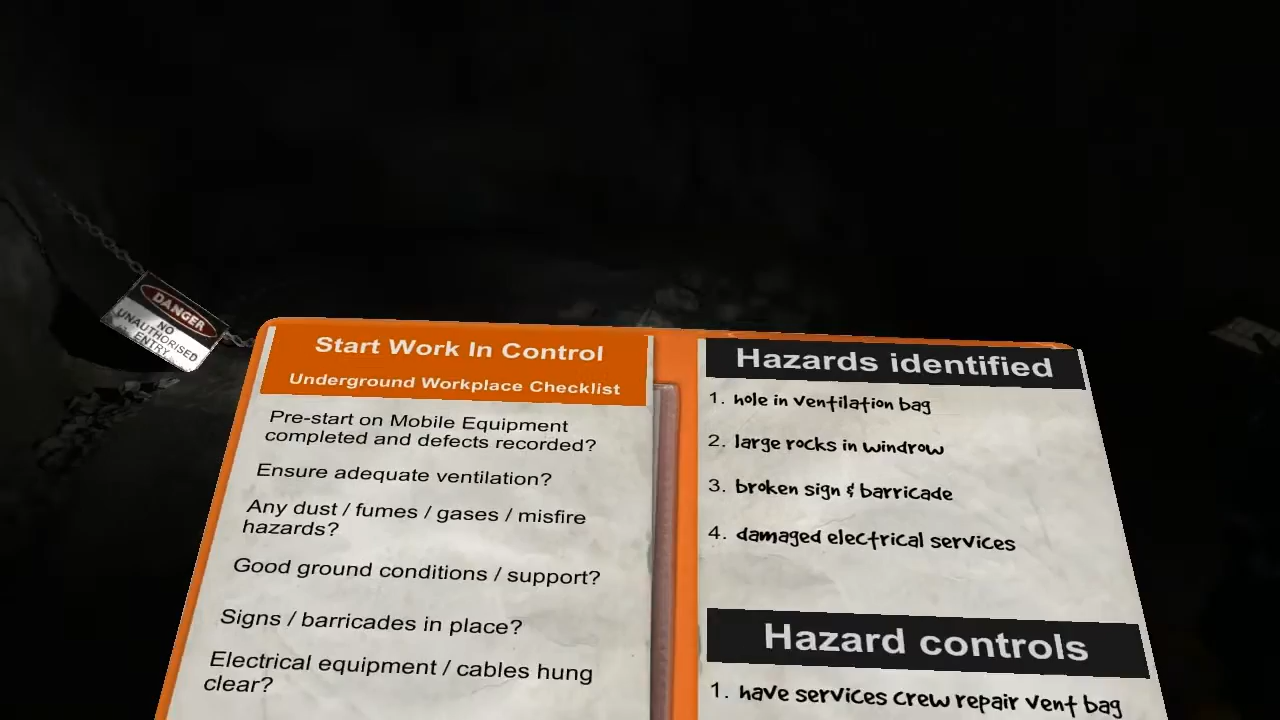 DANGER
NO
UNAUTHORISED
ENTRY
Start Work In Control
Underground Workplace Checklist
Pre-start on Mobile Equipment
completed and defects recorded?
Ensure adequate ventilation?
Any dust / fumes / gases / misfire
hazards?
Good ground conditions / support?
Signs / barricades in place?
Electrical equipment / cables hung
clear?
Hazards identified
1. hole in ventilation bag
2. large rocks in windrow
3. broken sign & barricade
4. damaged electrical services
Hazard controls
1. have services crew repair vent bag